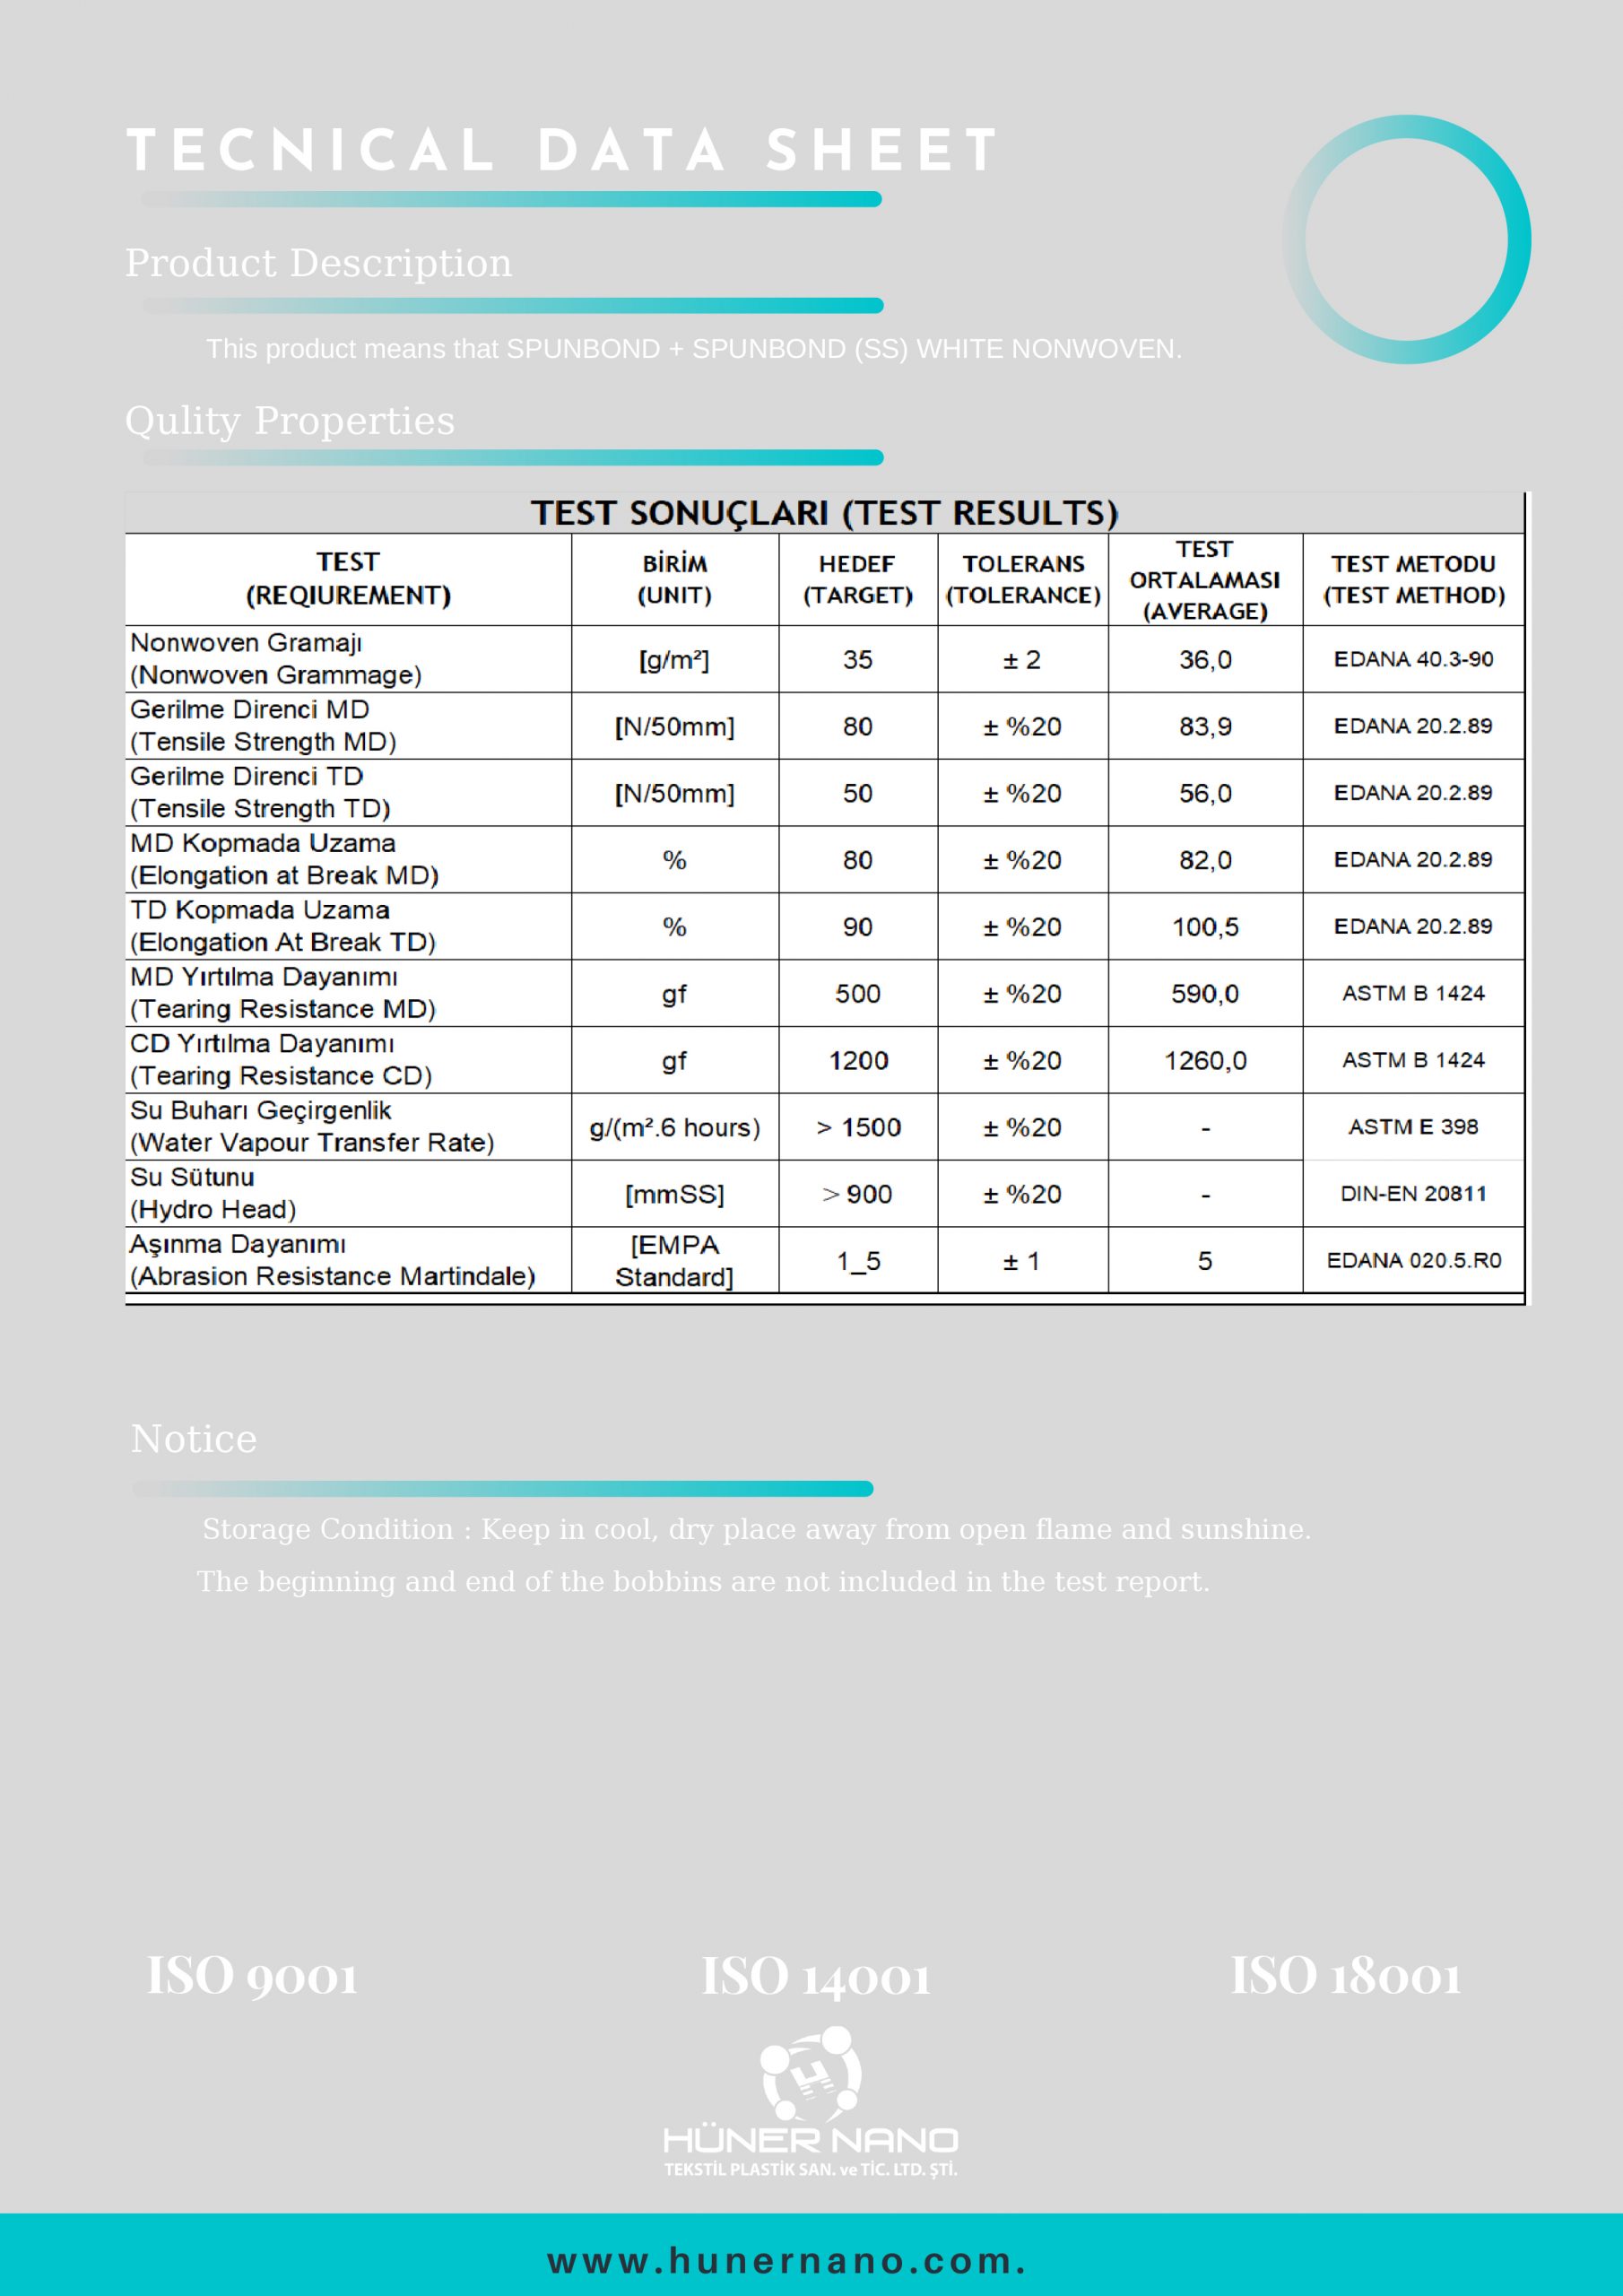 TECNICAL DATA SHEET
Product Description
This product means that SPUNBOND + SPUNBOND (SS) WHITE NONWOVEN.
Qulity Properties
TEST SONUÇLARI (TEST RESULTS)
TEST (REQIUREMENT) BİRİM (UNIT) HEDEF (TARGET) TOLERANS (TOLERANCE) TEST ORTALAMASI (AVERAGE) TEST METODU (TEST METHOD)
Nonwoven Gramajı (Nonwoven Grammage) [g/m²] 35 ± 2 36,0 EDANA 40.3-90
Gerilme Direnci MD (Tensile Strength MD) [N/50mm] 80 ± %20 83,9 EDANA 20.2.89
Gerilme Direnci TD (Tensile Strength TD) [N/50mm] 50 ± %20 56,0 EDANA 20.2.89
MD Kopmada Uzama (Elongation at Break MD) % 80 ± %20 82,0 EDANA 20.2.89
TD Kopmada Uzama (Elongation At Break TD) % 90 ± %20 100,5 EDANA 20.2.89
MD Yırtılma Dayanımı (Tearing Resistance MD) gf 500 ± %20 590,0 ASTM B 1424
CD Yırtılma Dayanımı (Tearing Resistance CD) gf 1200 ± %20 1260,0 ASTM B 1424
Su Buharı Geçirgenlik (Water Vapour Transfer Rate) g/(m².6 hours) > 1500 ± %20 - ASTM E 398
Su Sütunu (Hydro Head) [mmSS] > 900 ± %20 - DIN-EN 20811
Aşınma Dayanımı (Abrasion Resistance Martindale) [EMPA Standard] 1_5 ± 1 5 EDANA 020.5.R0
Notice
Storage Condition : Keep in cool, dry place away from open flame and sunshine.
The beginning and end of the bobbins are not included in the test report.
ISO 9001 ISO 14001 ISO 18001
HÜNER NANO
TEKSTİL PLASTİK SAN. ve TİC. LTD. ŞTİ.
www.hunernano.com.